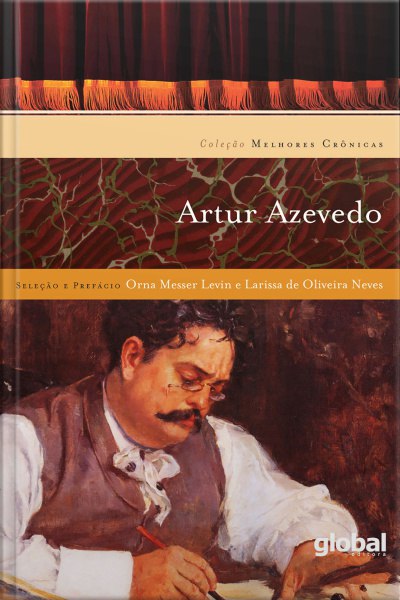 Coleção Melhores Crônicas
Artur Azevedo
Seleção e Prefácio Orna Messer Levin e Larissa de Oliveira Neves
global
editora